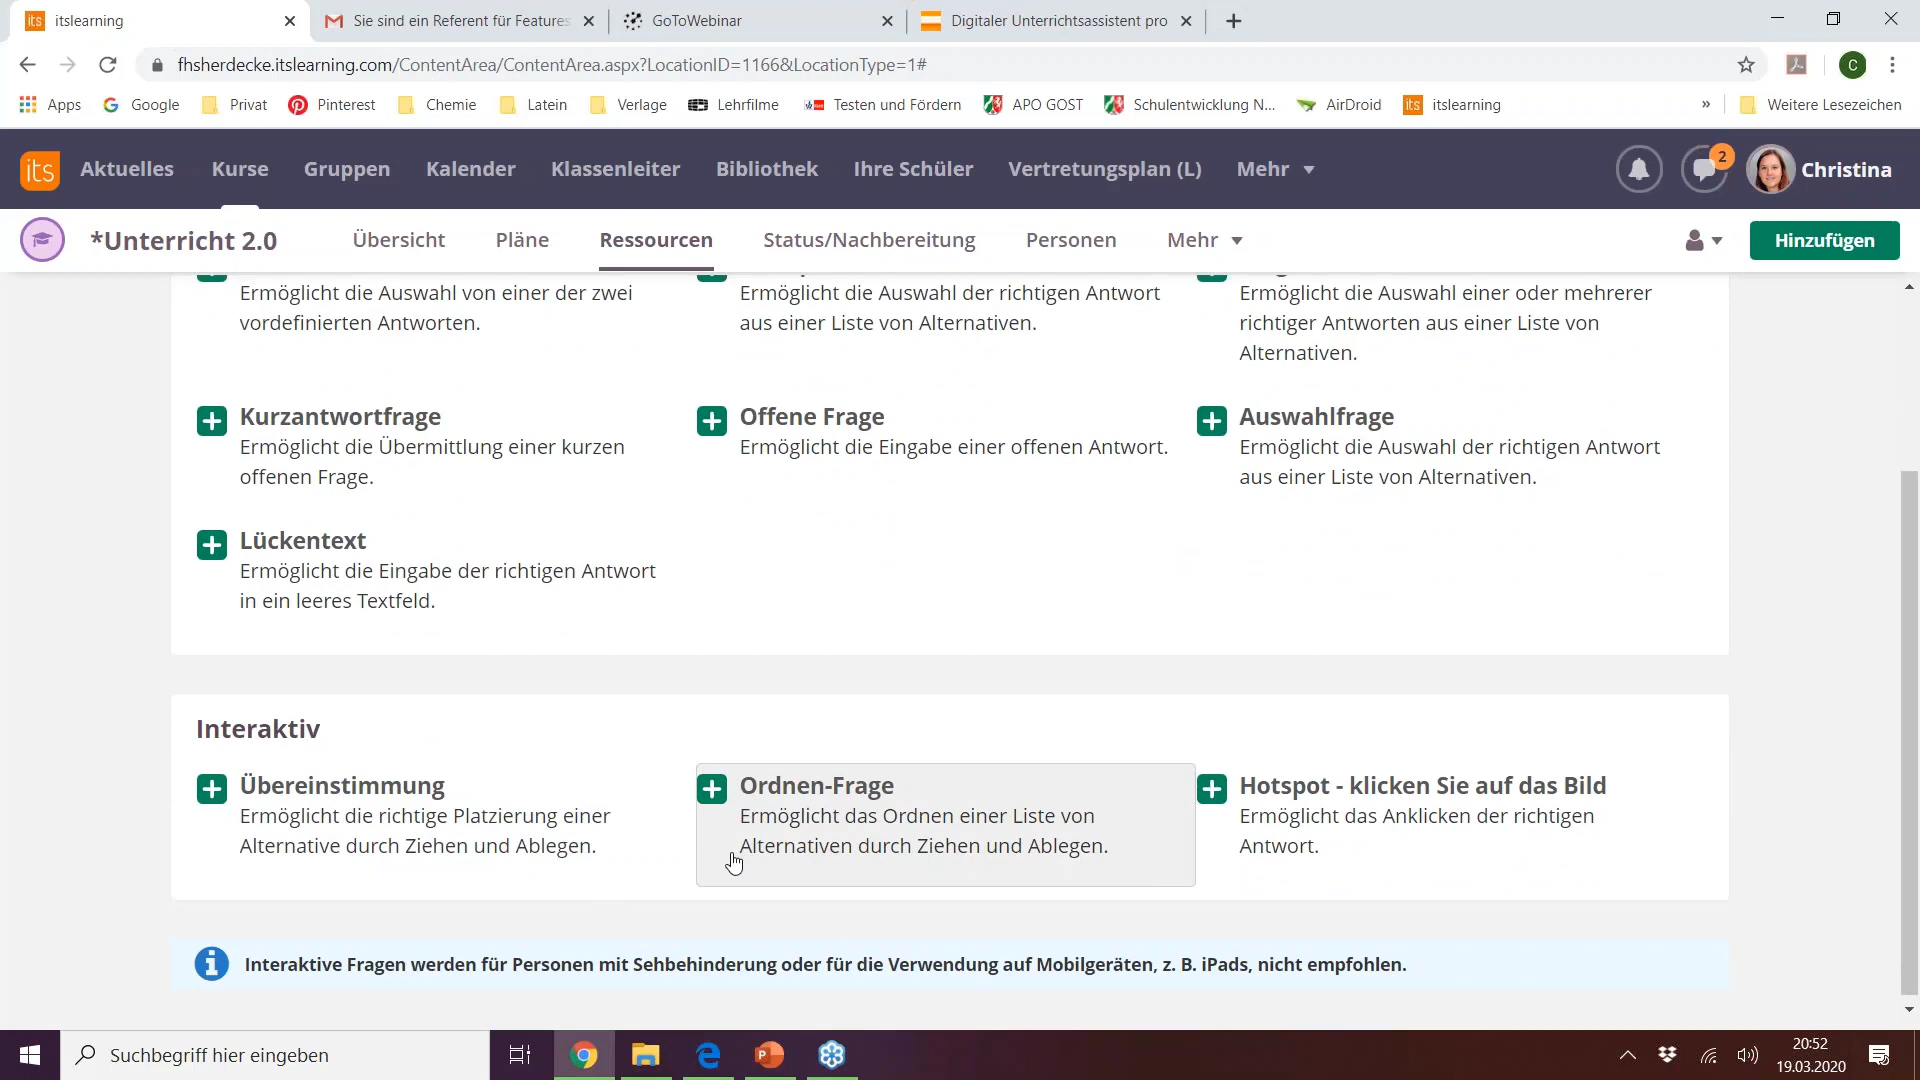 itslearning
Sie sind ein Referent für Features
GoToWebinar
Digitaler Unterrichtsassistent pro
fhsherdecke.itslearning.com/ContentArea/ContentArea.aspx?LocationID=1166&LocationType=1#
C
Apps
Google
Privat
Pinterest
Chemie
Latein
Verlage
Lehrfilme
Testen und Fördern
APO GOST
Schulentwicklung N...
AirDroid
its
itslearning
»
Weitere Lesezeichen
its
Aktuelles
Kurse
Gruppen
Kalender
Klassenleiter
Bibliothek
Ihre Schüler
Vertretungsplan (L)
Mehr
2
Christina
*Unterricht 2.0
Übersicht
Pläne
Ressourcen
Status/Nachbereitung
Personen
Mehr
Hinzufügen
Ermöglicht die Auswahl von einer der zwei
vordefinierten Antworten.
Ermöglicht die Auswahl der richtigen Antwort
aus einer Liste von Alternativen.
Ermöglicht die Auswahl einer oder mehrerer
richtiger Antworten aus einer Liste von
Alternativen.
Kurzantwortfrage
Ermöglicht die Übermittlung einer kurzen
offenen Frage.
Offene Frage
Ermöglicht die Eingabe einer offenen Antwort.
Auswahlfrage
Ermöglicht die Auswahl der richtigen Antwort
aus einer Liste von Alternativen.
Lückentext
Ermöglicht die Eingabe der richtigen Antwort
in ein leeres Textfeld.
Interaktiv
Übereinstimmung
Ermöglicht die richtige Platzierung einer
Alternative durch Ziehen und Ablegen.
Ordnen-Frage
Ermöglicht das Ordnen einer Liste von
Alternativen durch Ziehen und Ablegen.
Hotspot - klicken Sie auf das Bild
Ermöglicht das Anklicken der richtigen
Antwort.
Interaktive Fragen werden für Personen mit Sehbehinderung oder für die Verwendung auf Mobilgeräten, z. B. iPads, nicht empfohlen.
Suchbegriff hier eingeben
20:52
19.03.2020